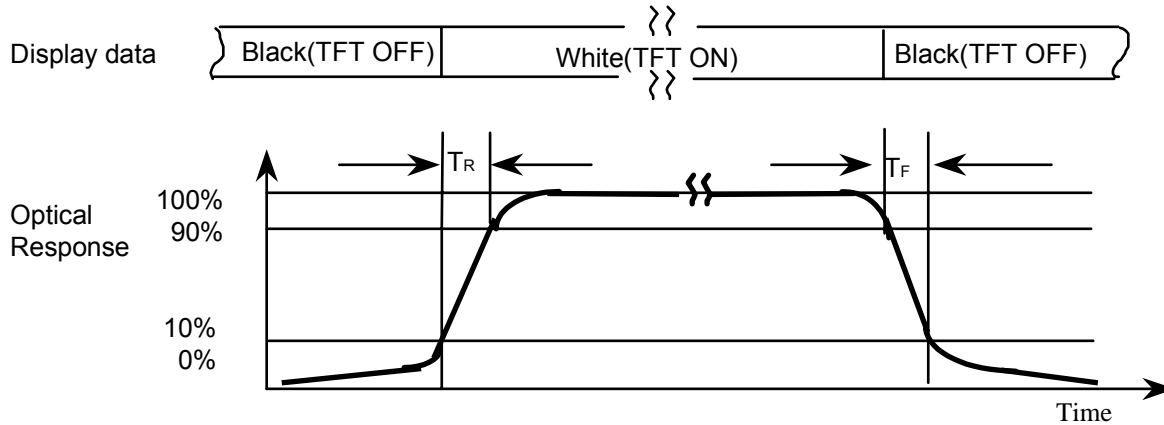 Display data
Black(TFT OFF)
White(TFT ON)
Black(TFT OFF)
TR
TF
Optical
Response
100%
90%
10%
0%
Time